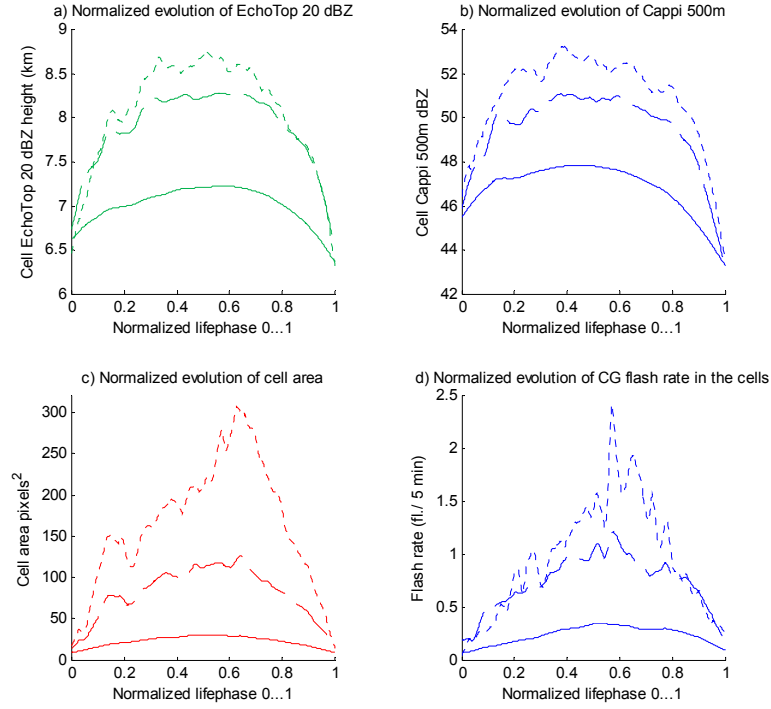 a) Normalized evolution of EchoTop 20 dBZ
9
8.5
8
7.5
7
6.5
6
Cell EchoTop 20 dBZ height (km)
0 0.2 0.4 0.6 0.8 1
Normalized lifephase 0...1
b) Normalized evolution of Cappi 500m
54
52
50
48
46
44
42
Cell Cappi 500m dBZ
0 0.2 0.4 0.6 0.8 1
Normalized lifephase 0...1
c) Normalized evolution of cell area
300
250
200
150
100
50
0
Cell area pixels²
0 0.2 0.4 0.6 0.8 1
Normalized lifephase 0...1
d) Normalized evolution of CG flash rate in the cells
2.5
2
1.5
1
0.5
0
Flash rate (fl./ 5 min)
0 0.2 0.4 0.6 0.8 1
Normalized lifephase 0...1